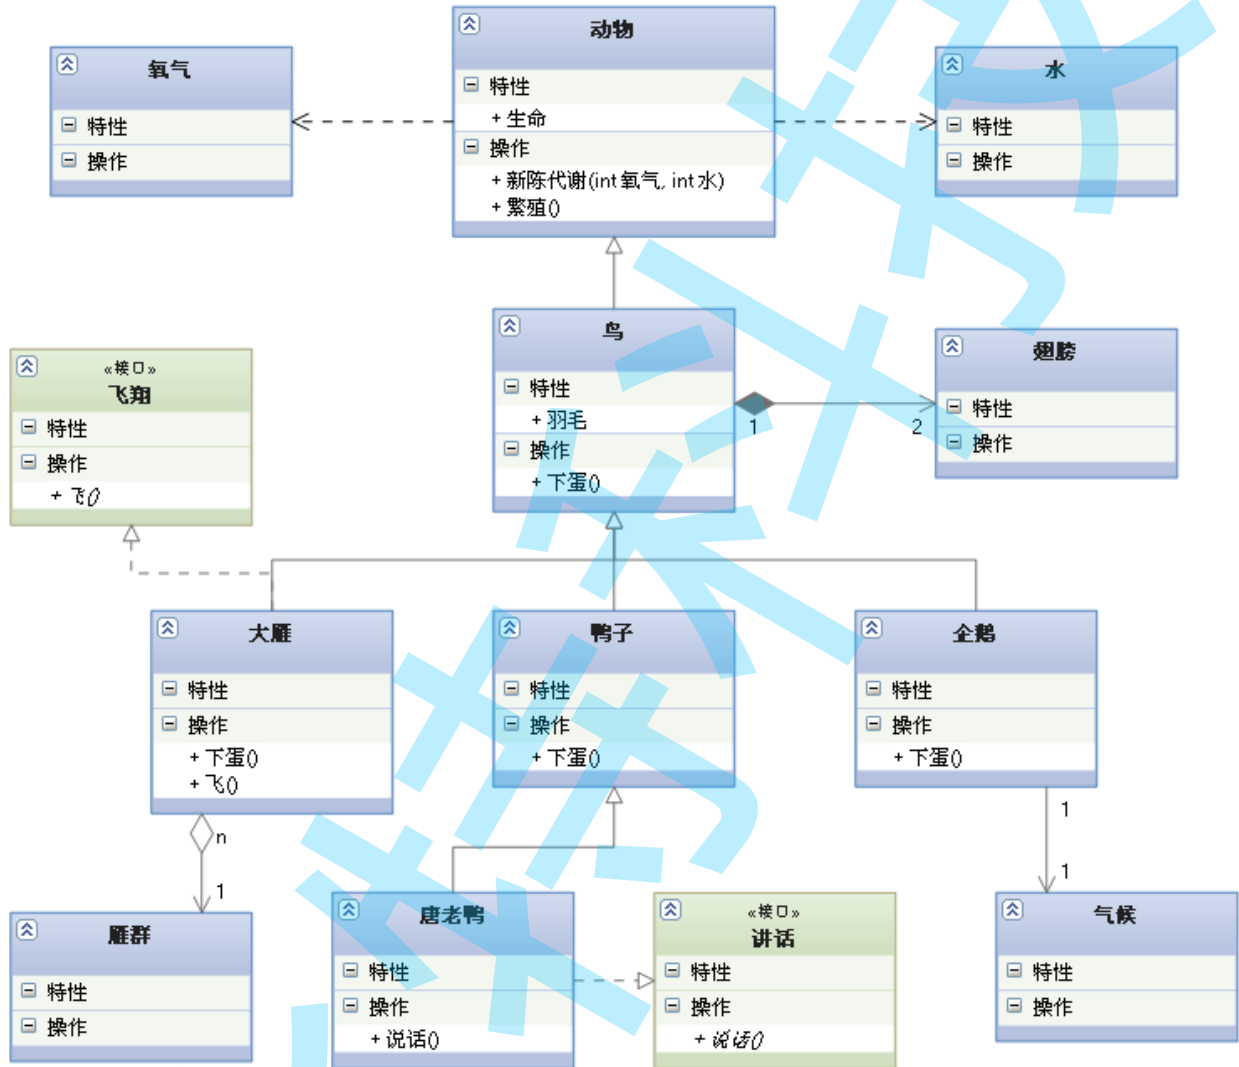 动物
特性
+ 生命
操作
+ 新陈代谢(int 氧气, int 水)
+ 繁殖()
氧气
特性
操作
水
特性
操作
«接口»
飞翔
特性
操作
+ 飞()
鸟
特性
+ 羽毛
操作
+ 下蛋()
1
2
翅膀
特性
操作
大雁
特性
操作
+ 下蛋()
+ 飞()
鸭子
特性
操作
+ 下蛋()
企鹅
特性
操作
+ 下蛋()
n
1
1
1
雁群
特性
操作
唐老鸭
特性
操作
+ 说话()
«接口»
讲话
特性
操作
+ 说话()
气候
特性
操作